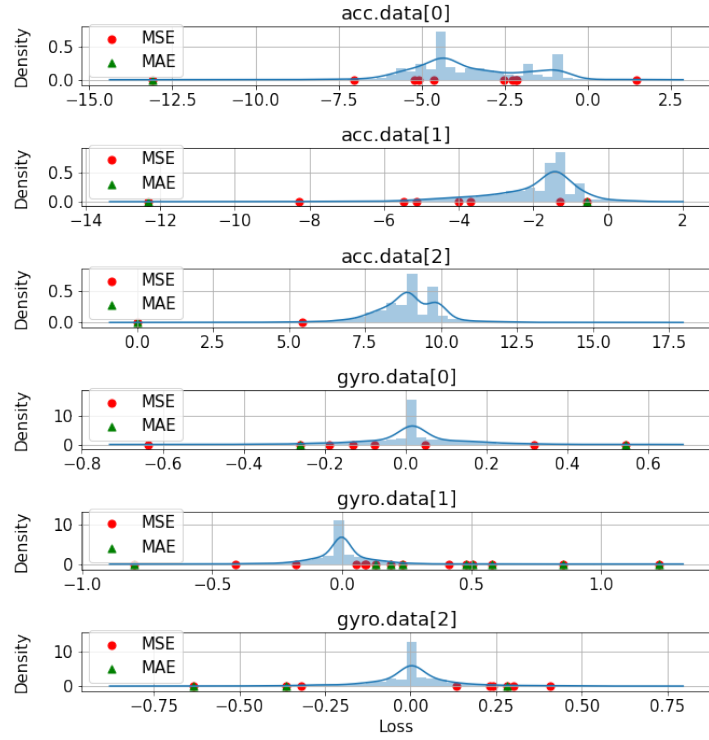 acc.data[0]
Density
0.5
0.0
MSE
MAE
−15.0 −12.5 −10.0 −7.5 −5.0 −2.5 0.0 2.5
acc.data[1]
Density
0.5
0.0
MSE
MAE
−14 −12 −10 −8 −6 −4 −2 0 2
acc.data[2]
Density
0.5
0.0
MSE
MAE
0.0 2.5 5.0 7.5 10.0 12.5 15.0 17.5
gyro.data[0]
Density
10
0
MSE
MAE
−0.8 −0.6 −0.4 −0.2 0.0 0.2 0.4 0.6
gyro.data[1]
Density
10
0
MSE
MAE
−1.0 −0.5 0.0 0.5 1.0
gyro.data[2]
Density
10
0
MSE
MAE
−0.75 −0.50 −0.25 0.00 0.25 0.50 0.75
Loss